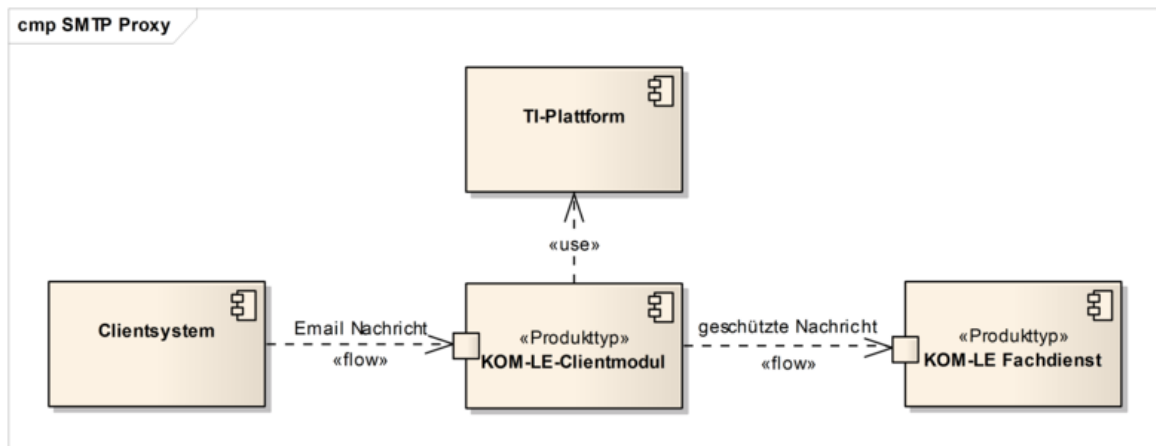 cmp SMTP Proxy
TI-Plattform
«use»
Clientsystem
Email Nachricht
«flow»
«Produkttyp»
KOM-LE-Clientmodul
geschützte Nachricht
«flow»
«Produkttyp»
KOM-LE Fachdienst